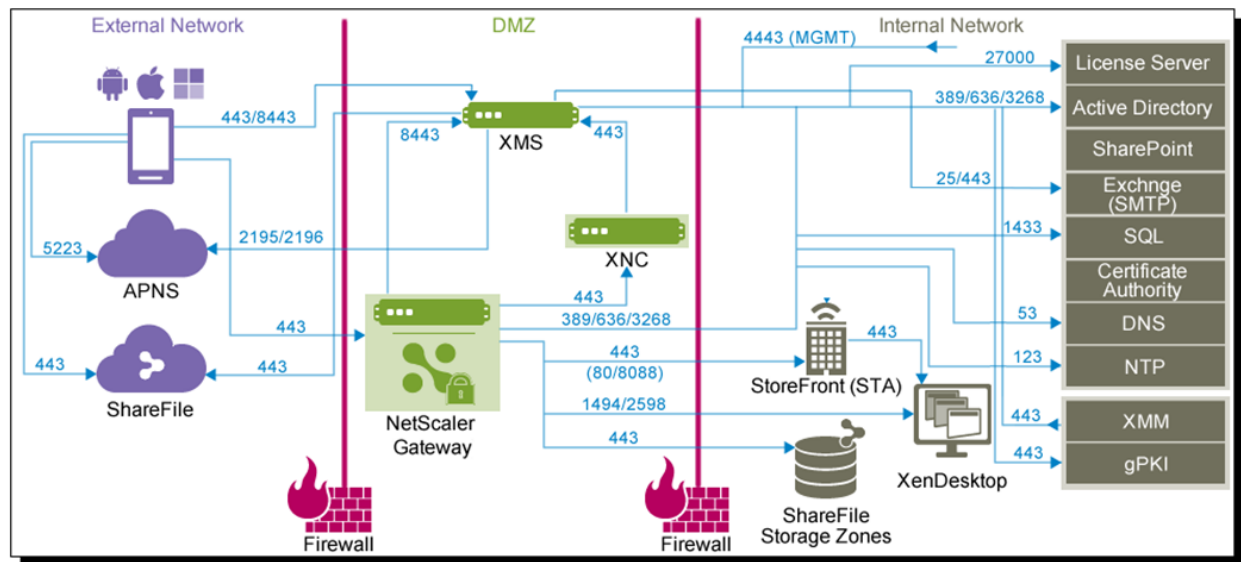 External Network
DMZ
Internal Network
4443 (MGMT)
27000
License Server
443/8443
8443
XMS
443
389/636/3268
Active Directory
SharePoint
25/443
Exchnge
(SMTP)
5223
2195/2196
APNS
XNC
1433
SQL
Certificate
Authority
443
389/636/3268
53
DNS
443
443
443
443
(80/8088)
443
123
NTP
ShareFile
StoreFront (STA)
NetScaler
Gateway
1494/2598
443
443
XMM
443
gPKI
XenDesktop
ShareFile
Storage Zones
Firewall
Firewall